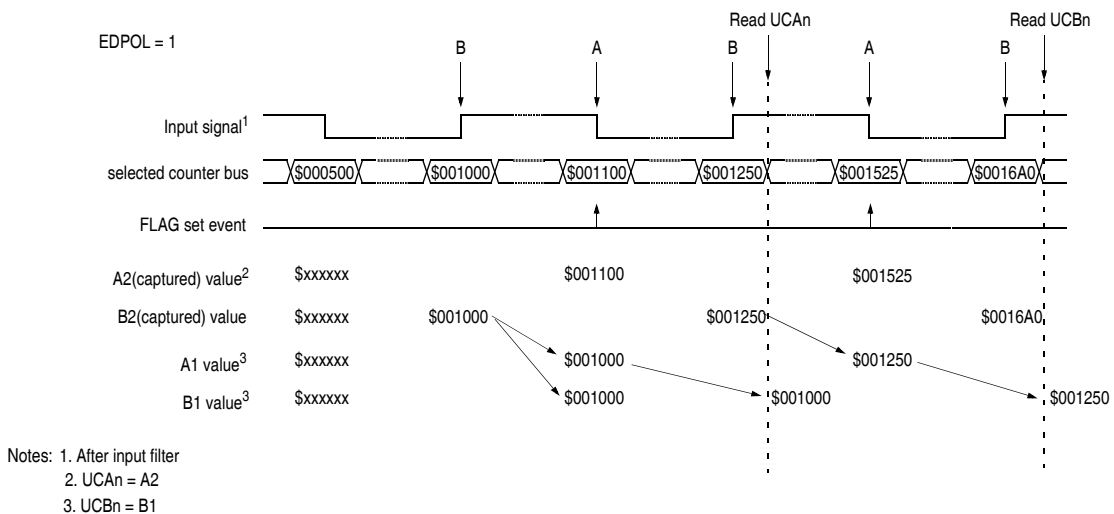 Read UCAn Read UCBn
EDPOL = 1
B A B A B
Input signal1
selected counter bus $000500 $001000 $001100 $001250 $001525 $0016A0
FLAG set event
A2(captured) value2 $xxxxxx $001100 $001525
B2(captured) value $xxxxxx $001000 $001250 $0016A0
A1 value3 $xxxxxx $001000 $001250
B1 value3 $xxxxxx $001000 $001000 $001250
Notes: 1. After input filter
2. UCAn = A2
3. UCBn = B1